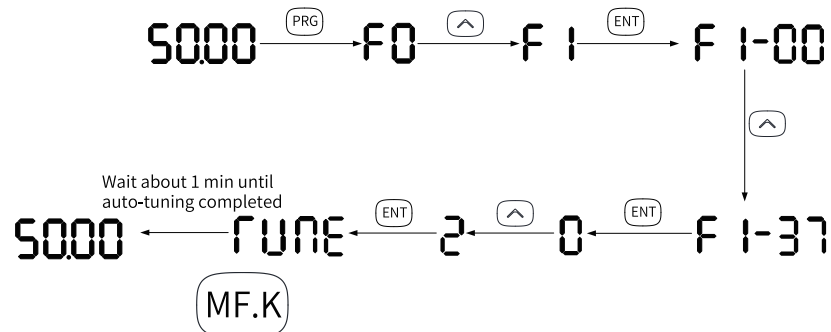 50.00 PRG F0 F1 ENT F1-00
Wait about 1 min until
auto-tuning completed
50.00 TUNE ENT 2 0 ENT F1-37
MF.K